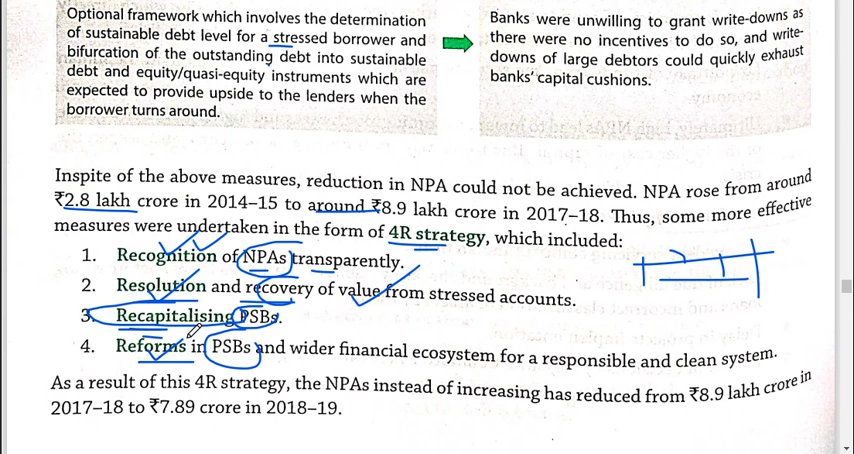 Optional framework which involves the determination
of sustainable debt level for a stressed borrower and
bifurcation of the outstanding debt into sustainable
debt and equity/quasi-equity instruments which are
expected to provide upside to the lenders when the
borrower turns around.
Banks were unwilling to grant write-downs as
there were no incentives to do so, and write-
downs of large debtors could quickly exhaust
banks' capital cushions.
Inspite of the above measures, reduction in NPA could not be achieved. NPA rose from around
₹2.8 lakh crore in 2014–15 to around ₹8.9 lakh crore in 2017–18. Thus, some more effective
measures were undertaken in the form of 4R strategy, which included:
1. Recognition of NPAs transparently.
2. Resolution and recovery of value from stressed accounts.
3. Recapitalising PSBs.
4. Reforms in PSBs and wider financial ecosystem for a responsible and clean system.
As a result of this 4R strategy, the NPAs instead of increasing has reduced from ₹8.9 lakh crore in
2017–18 to ₹7.89 crore in 2018–19.